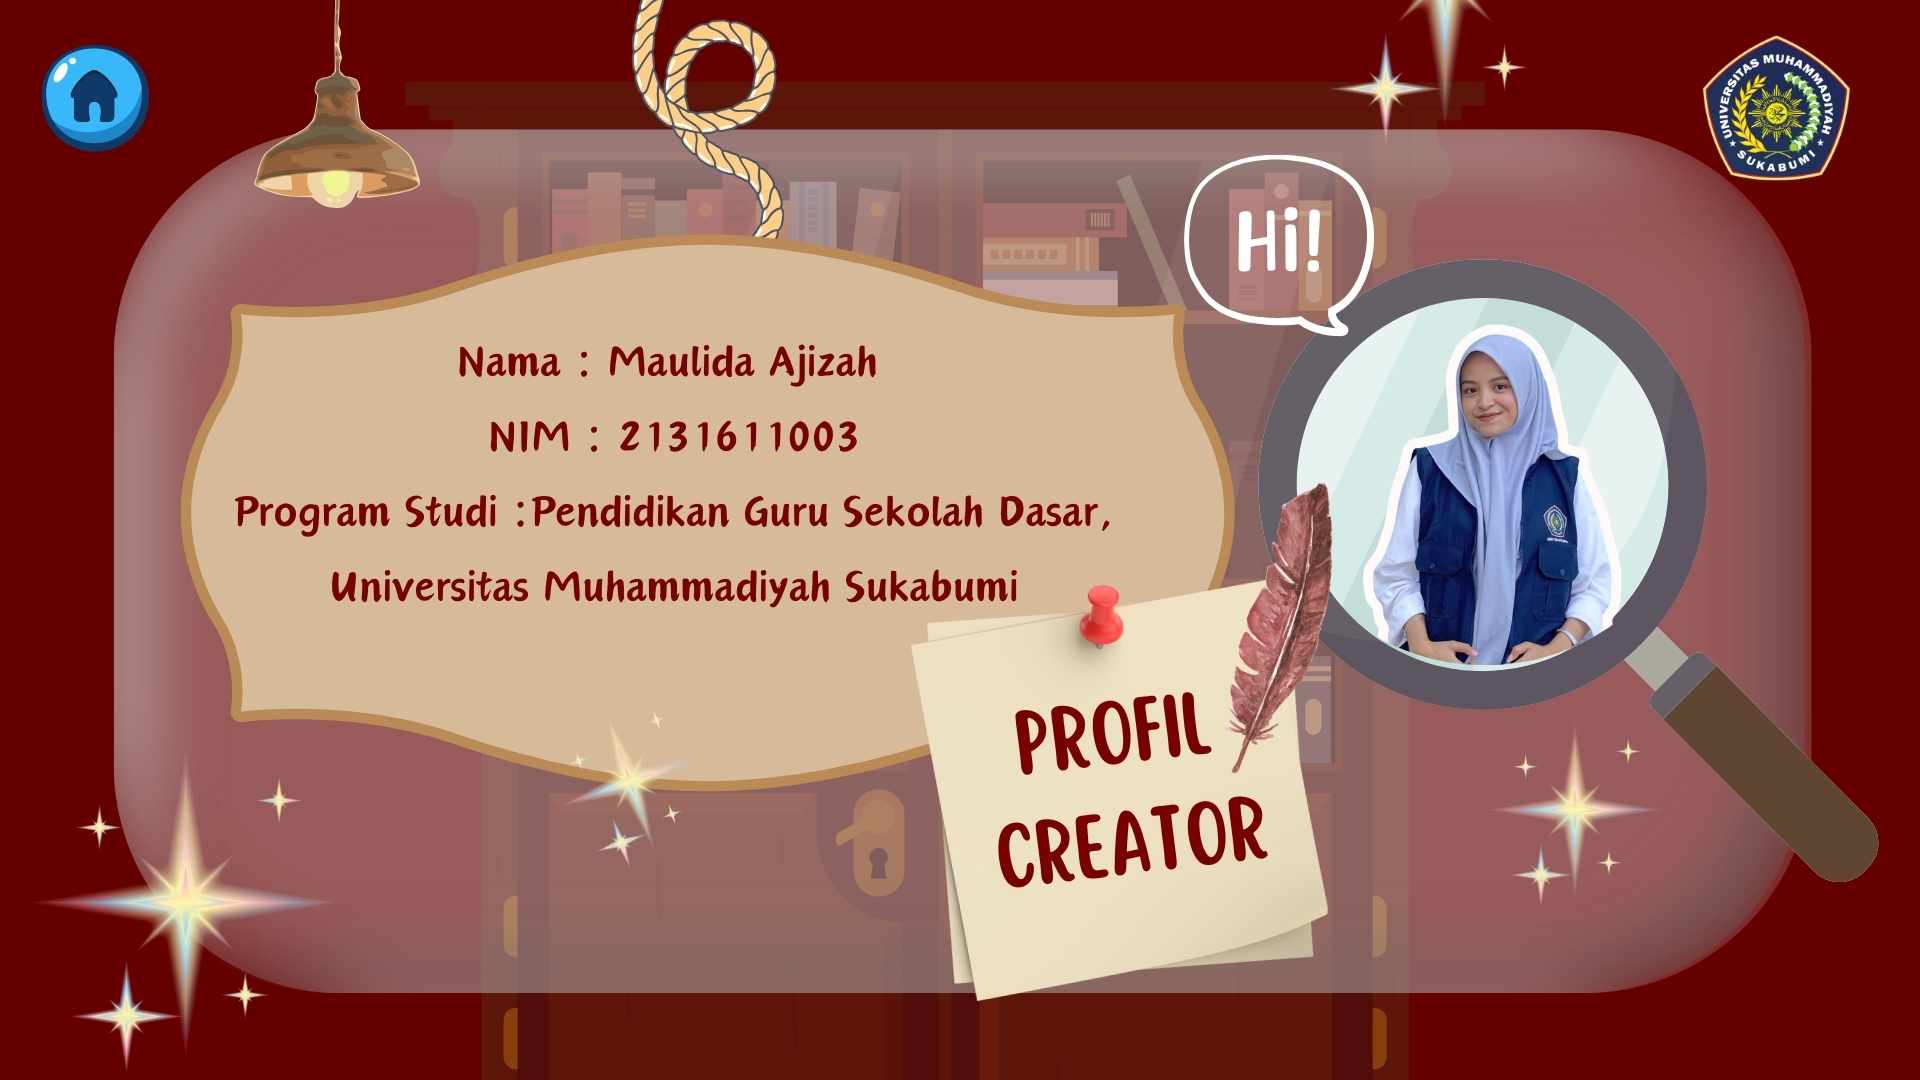 UNIVERSITAS MUHAMMADIYAH
SUKABUMI
Hi!
Nama : Maulida Ajizah
NIM : 2131611003
Program Studi :Pendidikan Guru Sekolah Dasar,
Universitas Muhammadiyah Sukabumi
PROFIL
CREATOR